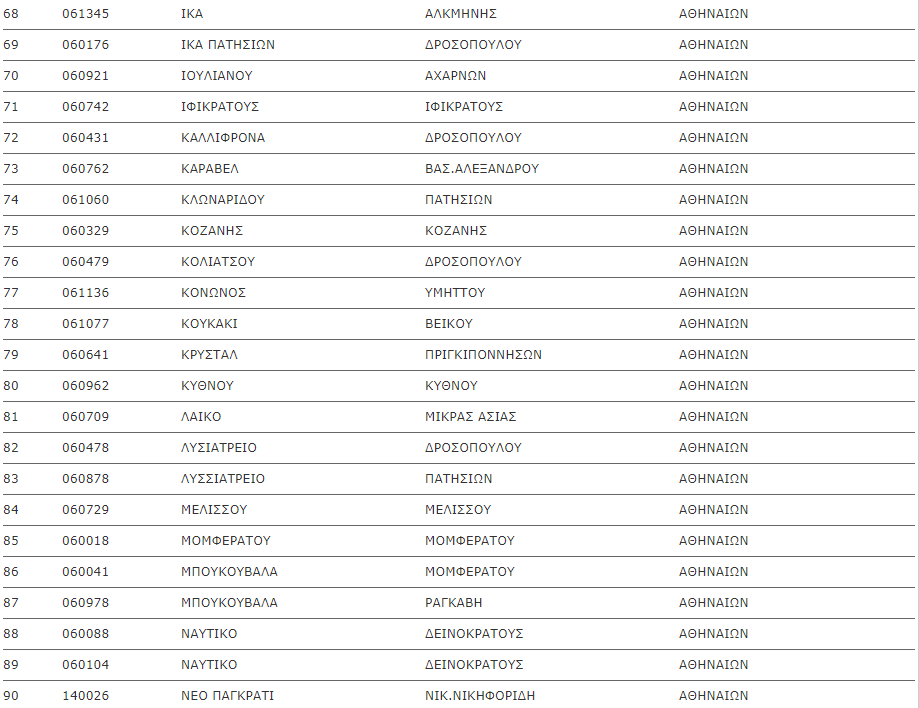 68 061345 ΙΚΑ ΑΛΚΜΗΝΗΣ ΑΘΗΝΑΙΩΝ
69 060176 ΙΚΑ ΠΑΤΗΣΙΩΝ ΔΡΟΣΟΠΟΥΛΟΥ ΑΘΗΝΑΙΩΝ
70 060921 ΙΟΥΛΙΑΝΟΥ ΑΧΑΡΝΩΝ ΑΘΗΝΑΙΩΝ
71 060742 ΙΦΙΚΡΑΤΟΥΣ ΙΦΙΚΡΑΤΟΥΣ ΑΘΗΝΑΙΩΝ
72 060431 ΚΑΛΛΙΦΡΟΝΑ ΔΡΟΣΟΠΟΥΛΟΥ ΑΘΗΝΑΙΩΝ
73 060762 ΚΑΡΑΒΕΛ ΒΑΣ.ΑΛΕΞΑΝΔΡΟΥ ΑΘΗΝΑΙΩΝ
74 061060 ΚΛΩΝΑΡΙΔΟΥ ΠΑΤΗΣΙΩΝ ΑΘΗΝΑΙΩΝ
75 060329 ΚΟΖΑΝΗΣ ΚΟΖΑΝΗΣ ΑΘΗΝΑΙΩΝ
76 060479 ΚΟΛΙΑΤΣΟΥ ΔΡΟΣΟΠΟΥΛΟΥ ΑΘΗΝΑΙΩΝ
77 061136 ΚΟΝΩΝΟΣ ΥΜΗΤΤΟΥ ΑΘΗΝΑΙΩΝ
78 061077 ΚΟΥΚΑΚΙ ΒΕΙΚΟΥ ΑΘΗΝΑΙΩΝ
79 060641 ΚΡΥΣΤΑΛ ΠΡΙΓΚΙΠΟΝΝΗΣΩΝ ΑΘΗΝΑΙΩΝ
80 060962 ΚΥΘΝΟΥ ΚΥΘΝΟΥ ΑΘΗΝΑΙΩΝ
81 060709 ΛΑΙΚΟ ΜΙΚΡΑΣ ΑΣΙΑΣ ΑΘΗΝΑΙΩΝ
82 060478 ΛΥΣΙΑΤΡΕΙΟ ΔΡΟΣΟΠΟΥΛΟΥ ΑΘΗΝΑΙΩΝ
83 060878 ΛΥΣΣΙΑΤΡΕΙΟ ΠΑΤΗΣΙΩΝ ΑΘΗΝΑΙΩΝ
84 060729 ΜΕΛΙΣΣΟΥ ΜΕΛΙΣΣΟΥ ΑΘΗΝΑΙΩΝ
85 060018 ΜΟΜΦΕΡΑΤΟΥ ΜΟΜΦΕΡΑΤΟΥ ΑΘΗΝΑΙΩΝ
86 060041 ΜΠΟΥΚΟΥΒΑΛΑ ΜΟΜΦΕΡΑΤΟΥ ΑΘΗΝΑΙΩΝ
87 060978 ΜΠΟΥΚΟΥΒΑΛΑ ΡΑΓΚΑΒΗ ΑΘΗΝΑΙΩΝ
88 060088 ΝΑΥΤΙΚΟ ΔΕΙΝΟΚΡΑΤΟΥΣ ΑΘΗΝΑΙΩΝ
89 060104 ΝΑΥΤΙΚΟ ΔΕΙΝΟΚΡΑΤΟΥΣ ΑΘΗΝΑΙΩΝ
90 140026 ΝΕΟ ΠΑΓΚΡΑΤΙ ΝΙΚ.ΝΙΚΗΦΟΡΙΔΗ ΑΘΗΝΑΙΩΝ